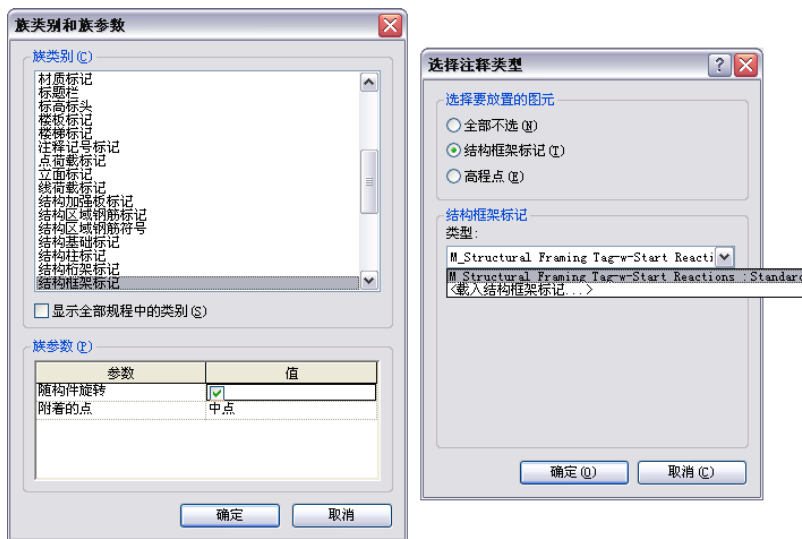 族类别和族参数
族类别(C)
材质标记
标题栏
标高标头
楼板标记
楼梯标记
注释记号标记
点荷载标记
立面标记
线荷载标记
结构加强板标记
结构区域钢筋标记
结构区域钢筋符号
结构基础标记
结构柱标记
结构桁架标记
结构框架标记
显示全部规程中的类别(S)
族参数(P)
参数 值
随构件旋转
附着的点 中点
确定 取消
选择注释类型
选择要放置的图元
全部不选(N)
结构框架标记(T)
高程点(E)
结构框架标记
类型:
M_Structural Framing Tag-w-Start Reacti
M_Structural Framing Tag-w-Start Reactions : Standard
<载入结构框架标记...>
确定(O) 取消(C)